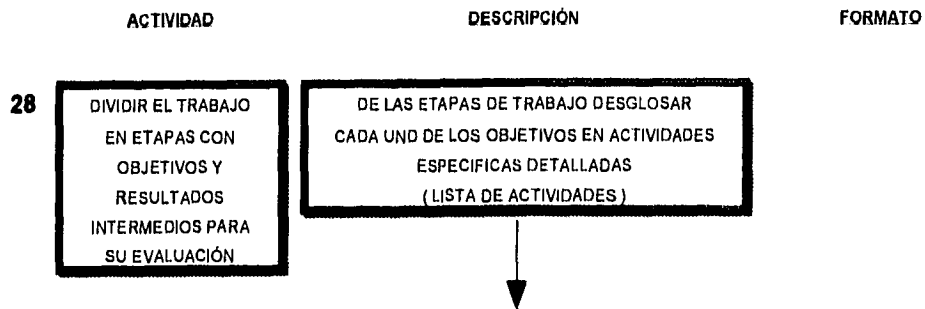 ACTIVIDAD DESCRIPCIÓN FORMATO
28
DIVIDIR EL TRABAJO
EN ETAPAS CON
OBJETIVOS Y
RESULTADOS
INTERMEDIOS PARA
SU EVALUACIÓN
DE LAS ETAPAS DE TRABAJO DESGLOSAR
CADA UNO DE LOS OBJETIVOS EN ACTIVIDADES
ESPECIFICAS DETALLADAS
( LISTA DE ACTIVIDADES )